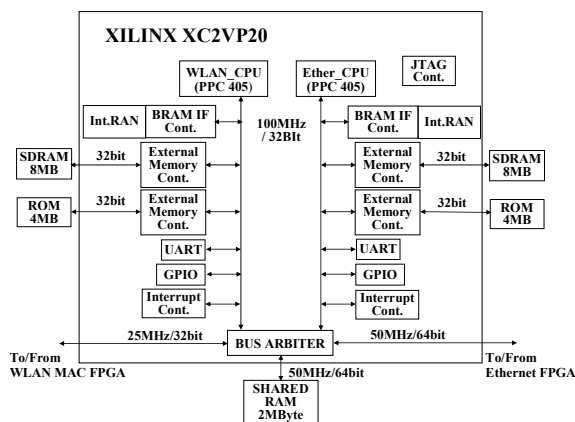 XILINX XC2VP20
JTAG
Cont.
WLAN_CPU
(PPC 405)
Ether_CPU
(PPC 405)
Int.RAN
BRAM IF
Cont.
100MHz
/ 32BIt
BRAM IF
Cont.
Int.RAN
SDRAM
8MB
32bit
External
Memory
Cont.
External
Memory
Cont.
32bit
SDRAM
8MB
ROM
4MB
32bit
External
Memory
Cont.
External
Memory
Cont.
32bit
ROM
4MB
UART
UART
GPIO
GPIO
Interrupt
Cont.
Interrupt
Cont.
25MHz/32bit
BUS ARBITER
50MHz/64bit
To/From
WLAN MAC FPGA
To/From
Ethernet FPGA
50MHz/64bit
SHARED
RAM
2MByte